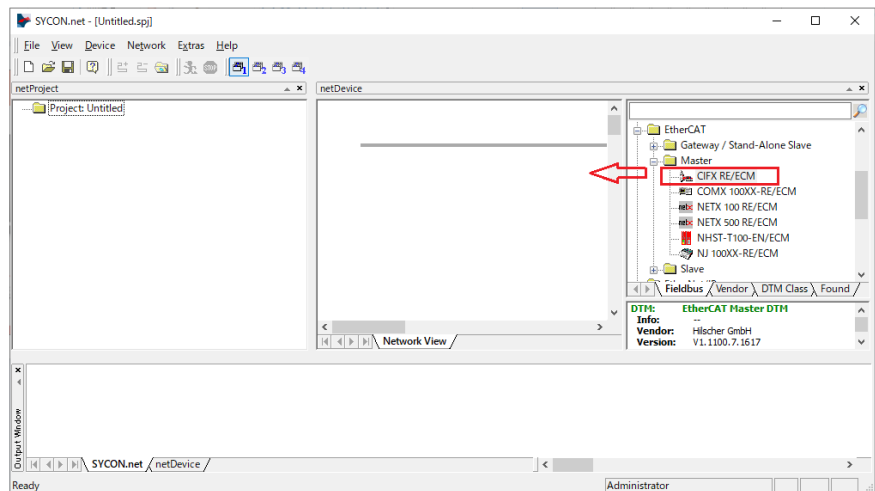 SYCON.net - [Untitled.spj]
File View Device Network Extras Help
netProject
netDevice
Project: Untitled
EtherCAT
Gateway / Stand-Alone Slave
Master
CIFX RE/ECM
COMX 100XX-RE/ECM
NETX 100 RE/ECM
NETX 500 RE/ECM
NHST-T100-EN/ECM
NJ 100XX-RE/ECM
Slave
Fieldbus Vendor DTM Class Found
DTM: EtherCAT Master DTM
Info: --
Vendor: Hilscher GmbH
Version: V1.1100.7.1617
Network View
Output Window
SYCON.net netDevice
Ready
Administrator